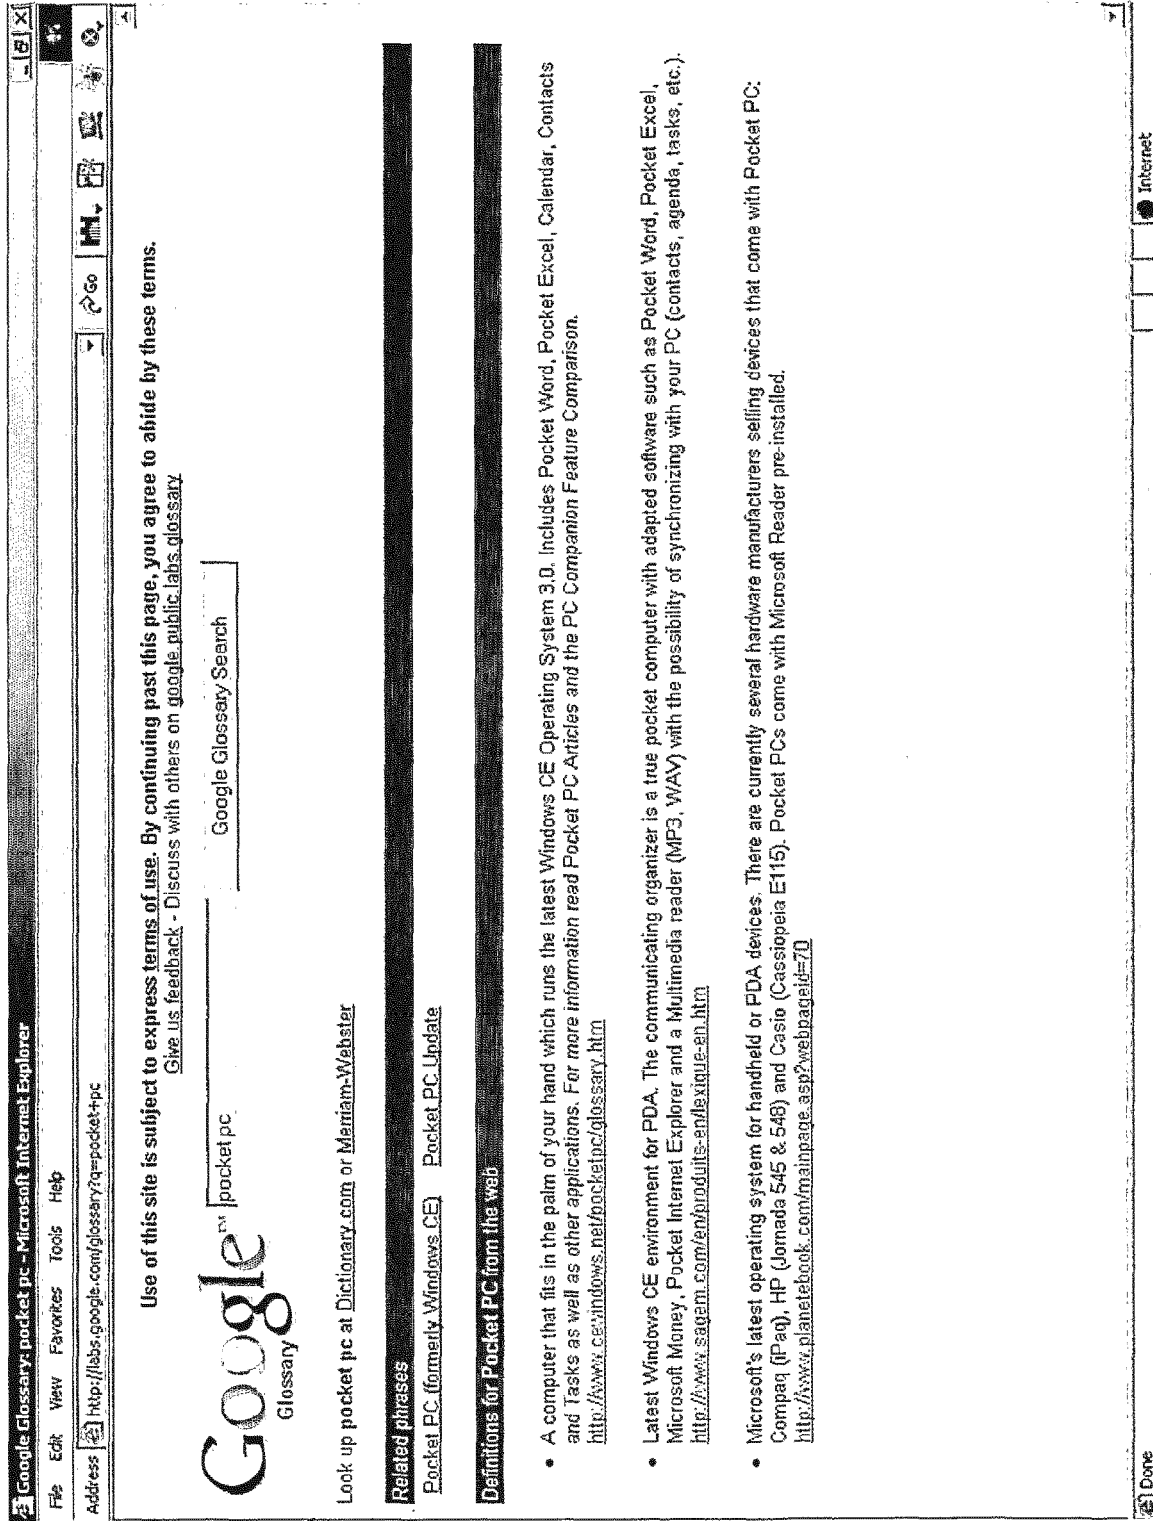 Google Glossary: pocket pc - Microsoft Internet Explorer
File Edit View Favorites Tools Help
Address http://labs.google.com/glossary?q=pocket+pc Go
Use of this site is subject to express terms of use. By continuing past this page, you agree to abide by these terms.
Give us feedback - Discuss with others on google.public.labs.glossary
Google™ pocket pc Google Glossary Search
Glossary
Look up pocket pc at Dictionary.com or Merriam-Webster
Related phrases
Pocket PC (formerly Windows CE) Pocket PC Update
Definitions for Pocket PC from the web
• A computer that fits in the palm of your hand which runs the latest Windows CE Operating System 3.0. Includes Pocket Word, Pocket Excel, Calendar, Contacts
and Tasks as well as other applications. For more information read Pocket PC Articles and the PC Companion Feature Comparison.
http://www.cewindows.net/pocketpc/glossary.htm
• Latest Windows CE environment for PDA. The communicating organizer is a true pocket computer with adapted software such as Pocket Word, Pocket Excel,
Microsoft Money, Pocket Internet Explorer and a Multimedia reader (MP3, WAV) with the possibility of synchronizing with your PC (contacts, agenda, tasks, etc.).
http://www.sagem.com/en/produits-en/lexique-en.htm
• Microsoft's latest operating system for handheld or PDA devices. There are currently several hardware manufacturers selling devices that come with Pocket PC:
Compaq (iPaq), HP (Jornada 545 & 548) and Casio (Cassiopeia E115). Pocket PCs come with Microsoft Reader pre-installed.
http://www.planetebook.com/mainpage.asp?webpageid=70
Done Internet